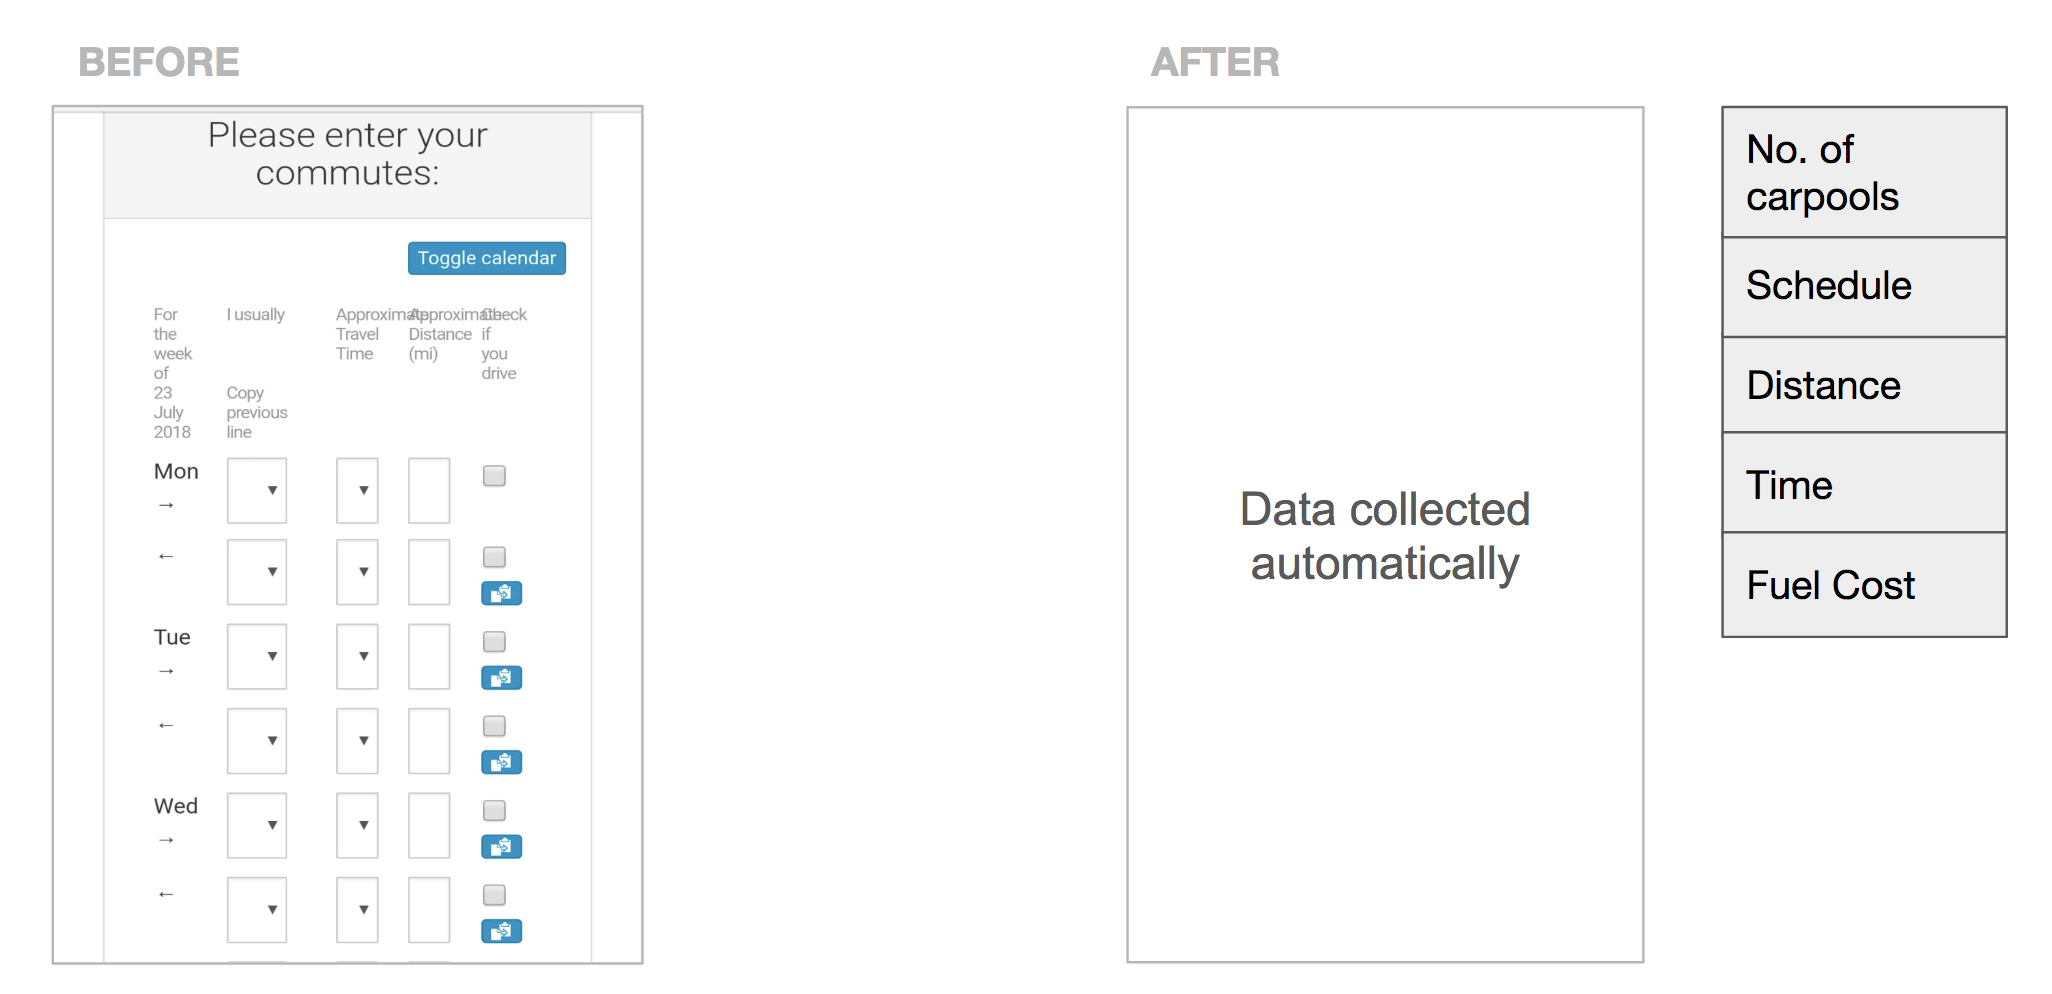 BEFORE
Please enter your
commutes:
Toggle calendar
For
the
week
of
23
July
2018
I usually
Copy
previous
line
Approximate
Travel
Time
Approximate
Distance
(mi)
Check
if
you
drive
Mon
→
←
Tue
→
←
Wed
→
←
AFTER
Data collected
automatically
No. of
carpools
Schedule
Distance
Time
Fuel Cost